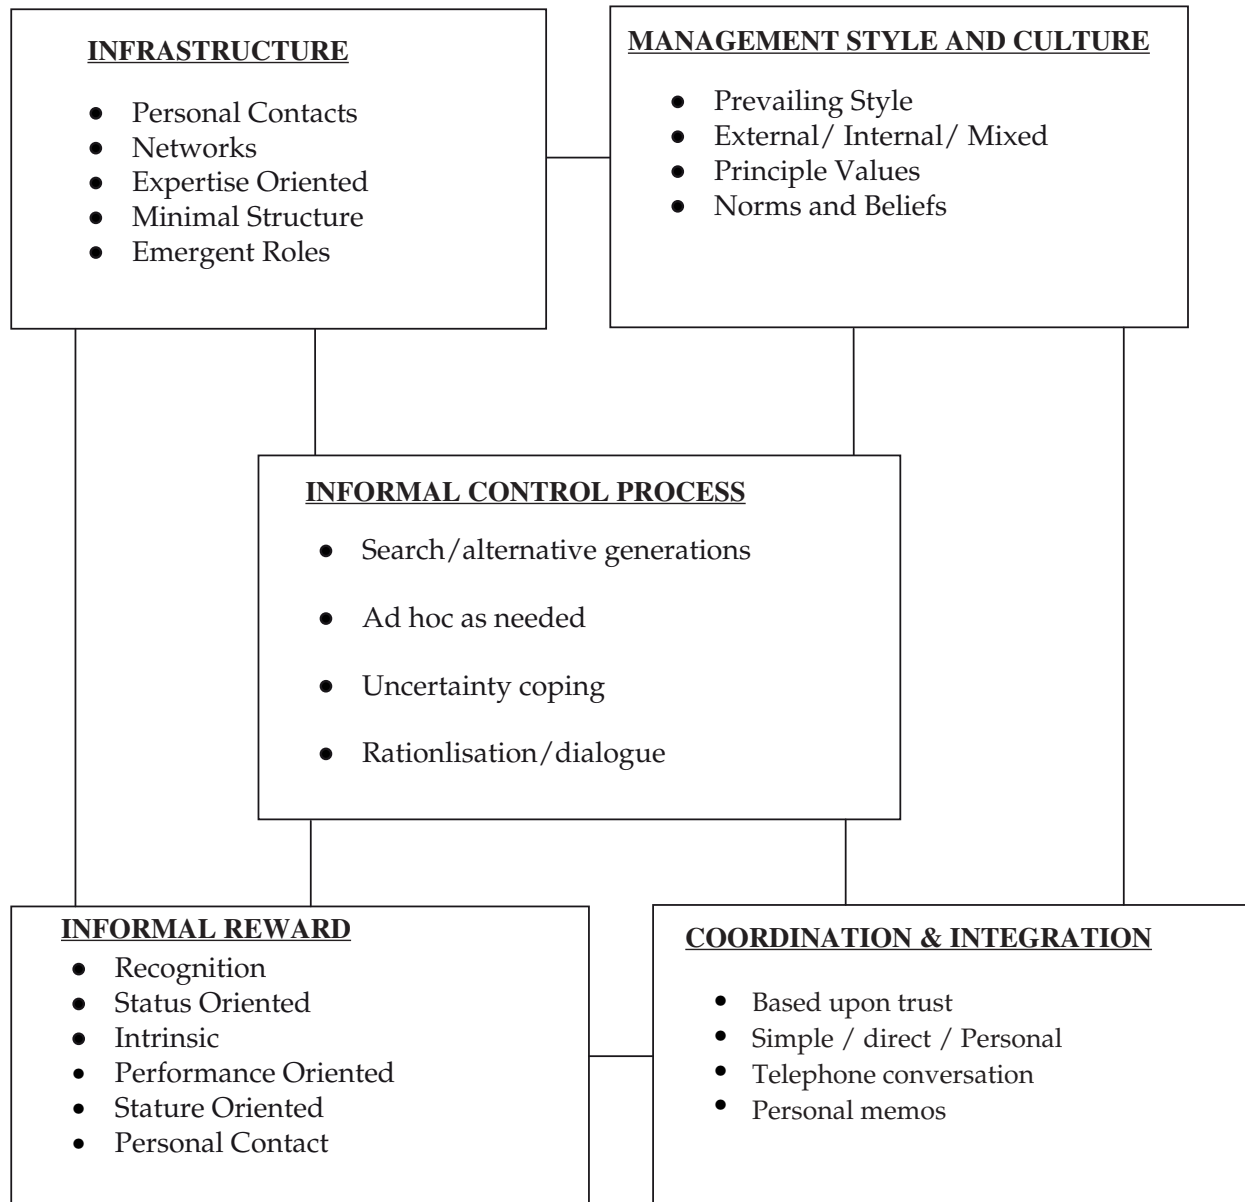 INFRASTRUCTURE
● Personal Contacts
● Networks
● Expertise Oriented
● Minimal Structure
● Emergent Roles
MANAGEMENT STYLE AND CULTURE
● Prevailing Style
● External/ Internal/ Mixed
● Principle Values
● Norms and Beliefs
INFORMAL CONTROL PROCESS
● Search/alternative generations
● Ad hoc as needed
● Uncertainty coping
● Rationlisation/dialogue
INFORMAL REWARD
● Recognition
● Status Oriented
● Intrinsic
● Performance Oriented
● Stature Oriented
● Personal Contact
COORDINATION & INTEGRATION
● Based upon trust
● Simple / direct / Personal
● Telephone conversation
● Personal memos